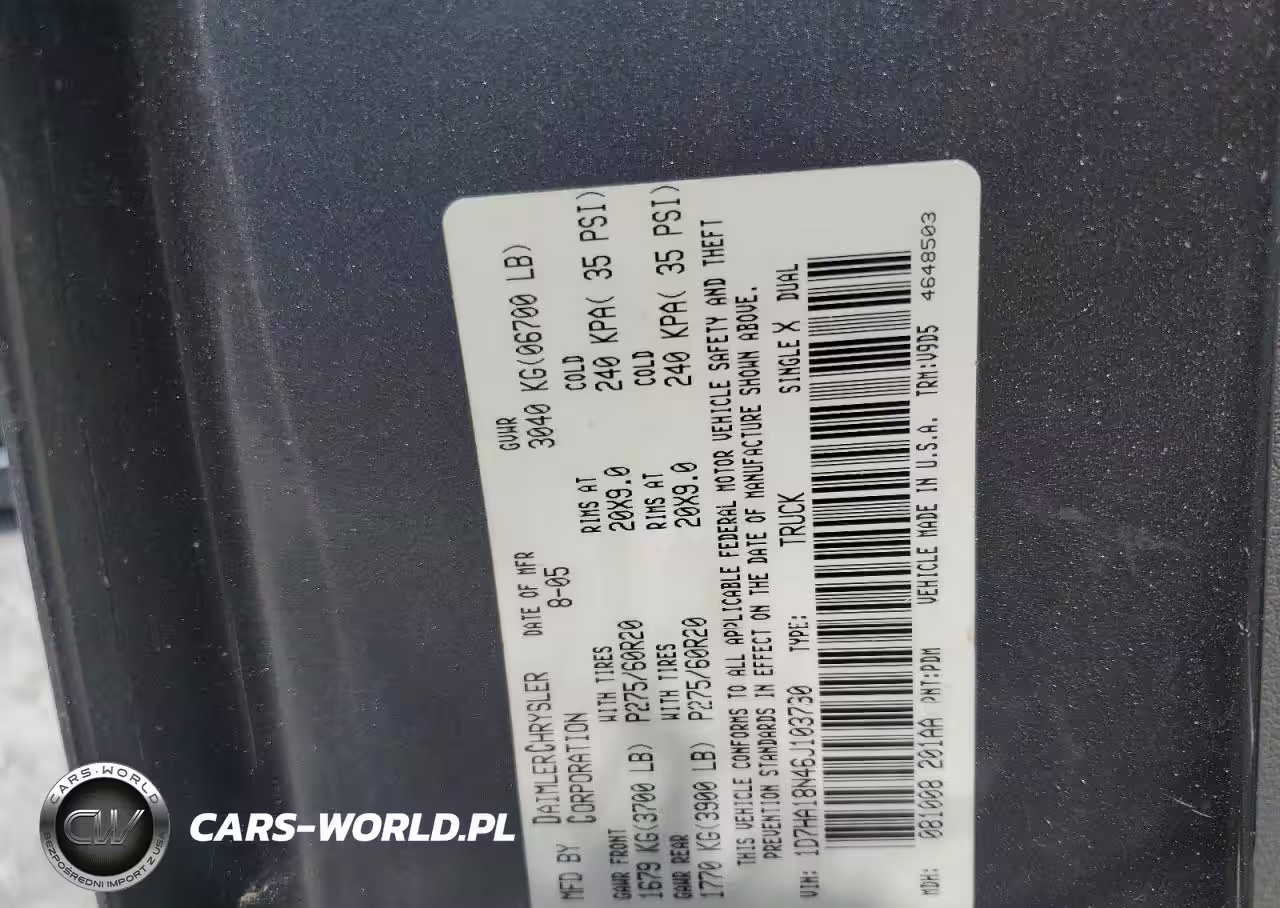 MFD BY DAIMLERCHRYSLER CORPORATION
DATE OF MFR 8-05
GVWR 3040 KG(06700 LB)
GAWR FRONT WITH TIRES RIMS AT COLD
1679 KG(3700 LB) P275/60R20 20X9.0 240 KPA( 35 PSI)
GAWR REAR WITH TIRES RIMS AT COLD
1770 KG(3900 LB) P275/60R20 20X9.0 240 KPA( 35 PSI)
THIS VEHICLE CONFORMS TO ALL APPLICABLE FEDERAL MOTOR VEHICLE SAFETY AND THEFT
PREVENTION STANDARDS IN EFFECT ON THE DATE OF MANUFACTURE SHOWN ABOVE.
VIN: 1D7HA18N46J103730 TYPE: TRUCK SINGLE X DUAL
MDH: 081008 201AA PNT:PDM VEHICLE MADE IN U.S.A. TRM:V9D5 4648503
CARS-WORLD
CW
BEZPOŚREDNI IMPORT Z USA
CARS-WORLD.PL